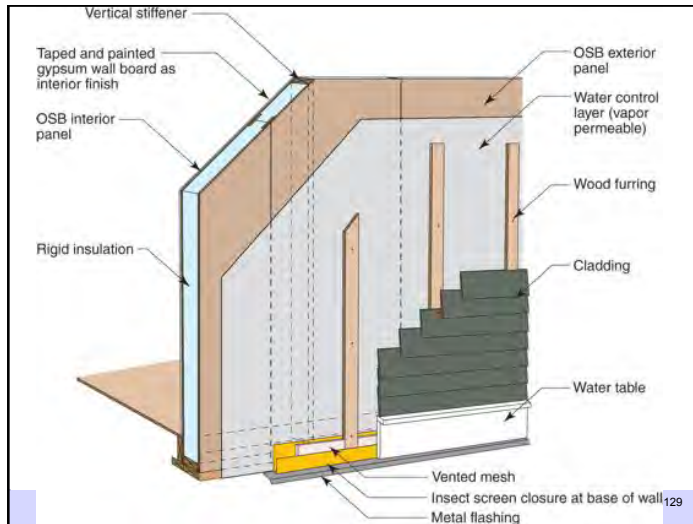 Vertical stiffener
Taped and painted
gypsum wall board as
interior finish
OSB interior
panel
Rigid insulation
OSB exterior
panel
Water control
layer (vapor
permeable)
Wood furring
Cladding
Water table
Vented mesh
Insect screen closure at base of wall
Metal flashing
129